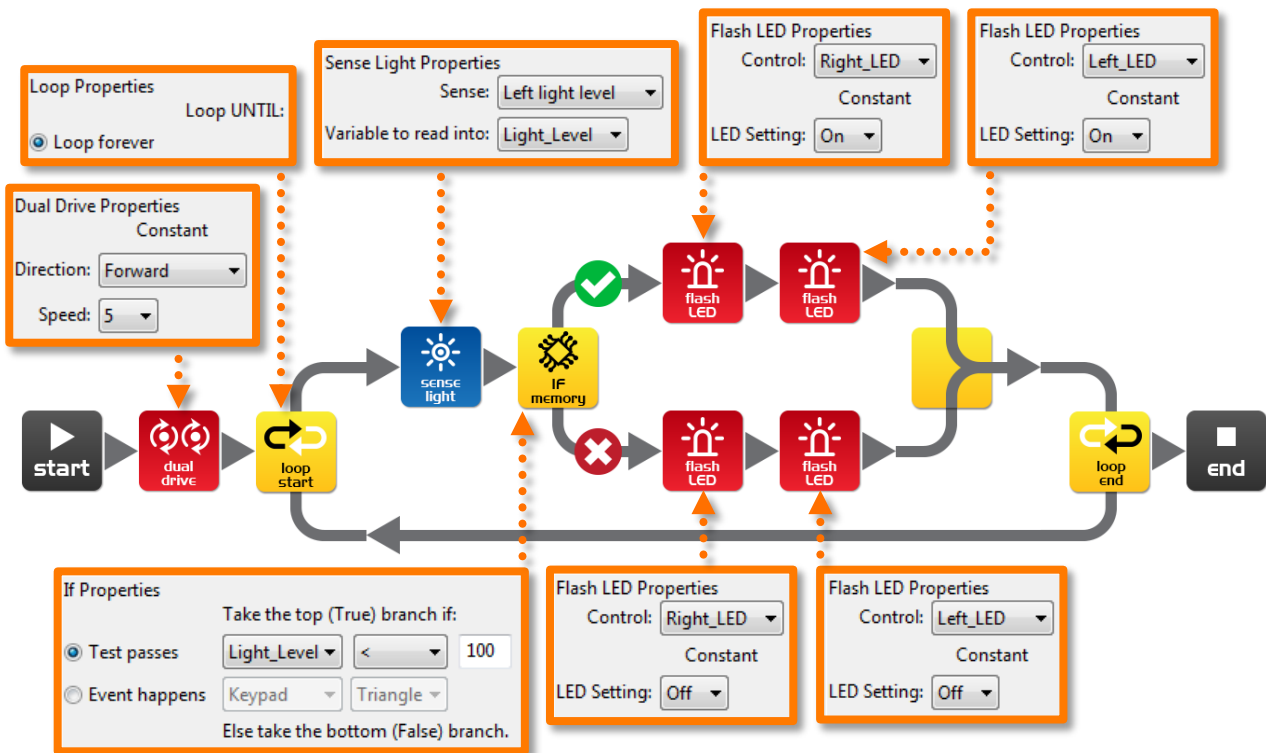 Loop Properties
Loop UNTIL:
Loop forever
Sense Light Properties
Sense: Left light level
Variable to read into: Light_Level
Flash LED Properties
Control: Right_LED
Constant
LED Setting: On
Flash LED Properties
Control: Left_LED
Constant
LED Setting: On
Dual Drive Properties
Constant
Direction: Forward
Speed: 5
start
dual
drive
loop
start
sense
light
IF
memory
flash
LED
flash
LED
flash
LED
flash
LED
loop
end
end
If Properties
Take the top (True) branch if:
Test passes Light_Level < 100
Event happens Keypad Triangle
Else take the bottom (False) branch.
Flash LED Properties
Control: Right_LED
Constant
LED Setting: Off
Flash LED Properties
Control: Left_LED
Constant
LED Setting: Off